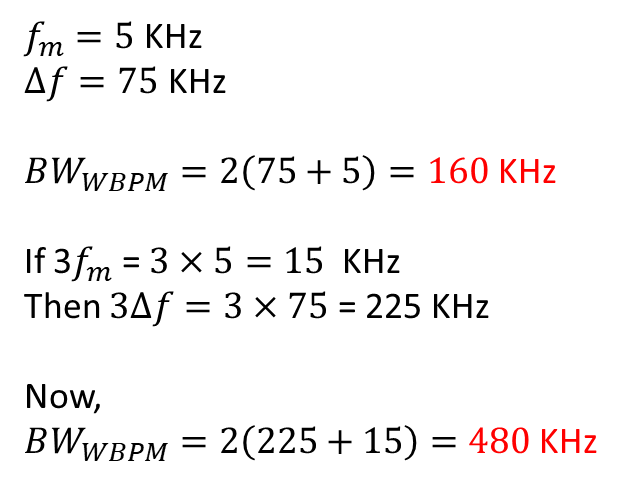 f_m = 5 KHz
Δf = 75 KHz
BW_WBPM = 2(75 + 5) = 160 KHz
If 3f_m = 3 × 5 = 15 KHz
Then 3Δf = 3 × 75 = 225 KHz
Now,
BW_WBPM = 2(225 + 15) = 480 KHz